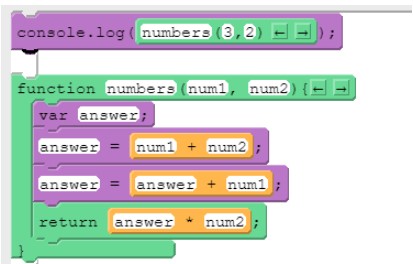 console.log(numbers(3,2) ← →);
function numbers(num1, num2){← →
var answer;
answer = num1 + num2;
answer = answer + num1;
return answer * num2;
}